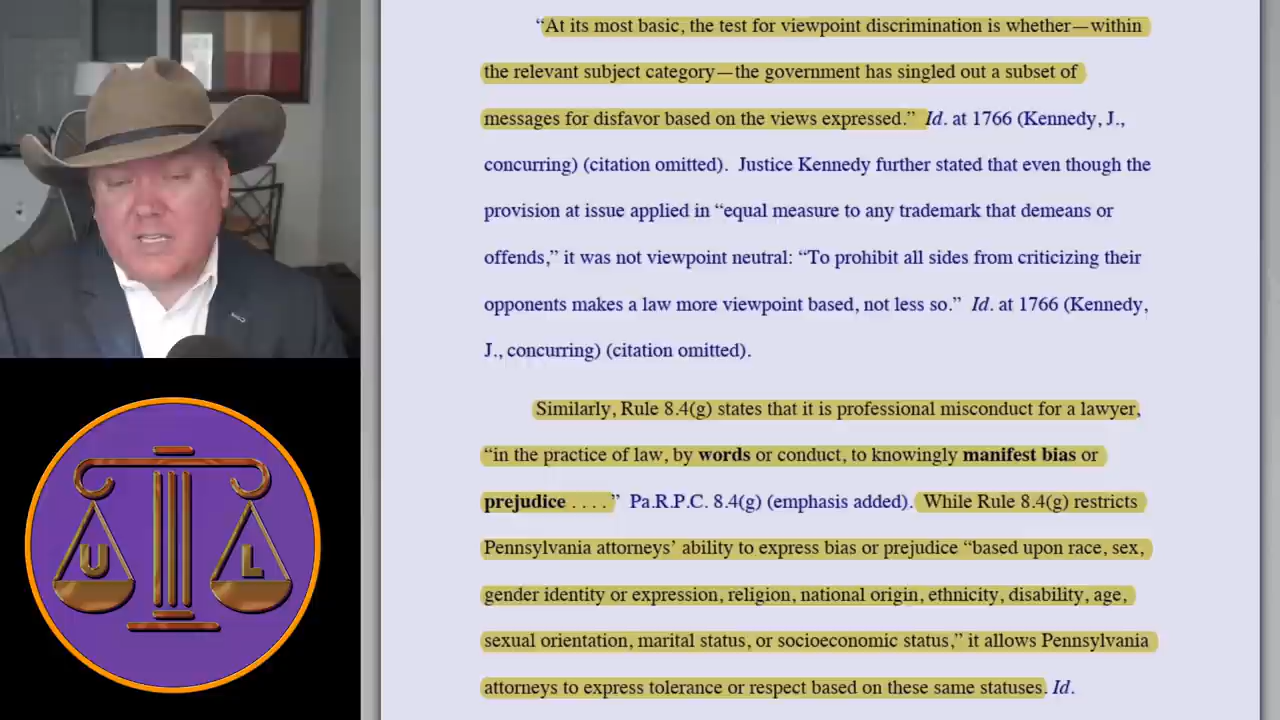 “At its most basic, the test for viewpoint discrimination is whether—within
the relevant subject category—the government has singled out a subset of
messages for disfavor based on the views expressed.”  Id. at 1766 (Kennedy, J.,
concurring) (citation omitted).  Justice Kennedy further stated that even though the
provision at issue applied in “equal measure to any trademark that demeans or
offends,” it was not viewpoint neutral: “To prohibit all sides from criticizing their
opponents makes a law more viewpoint based, not less so.”  Id. at 1766 (Kennedy,
J., concurring) (citation omitted).
Similarly, Rule 8.4(g) states that it is professional misconduct for a lawyer,
“in the practice of law, by words or conduct, to knowingly manifest bias or
prejudice . . . .”  Pa.R.P.C. 8.4(g) (emphasis added).  While Rule 8.4(g) restricts
Pennsylvania attorneys’ ability to express bias or prejudice “based upon race, sex,
gender identity or expression, religion, national origin, ethnicity, disability, age,
sexual orientation, marital status, or socioeconomic status,” it allows Pennsylvania
attorneys to express tolerance or respect based on these same statuses. Id.
U L